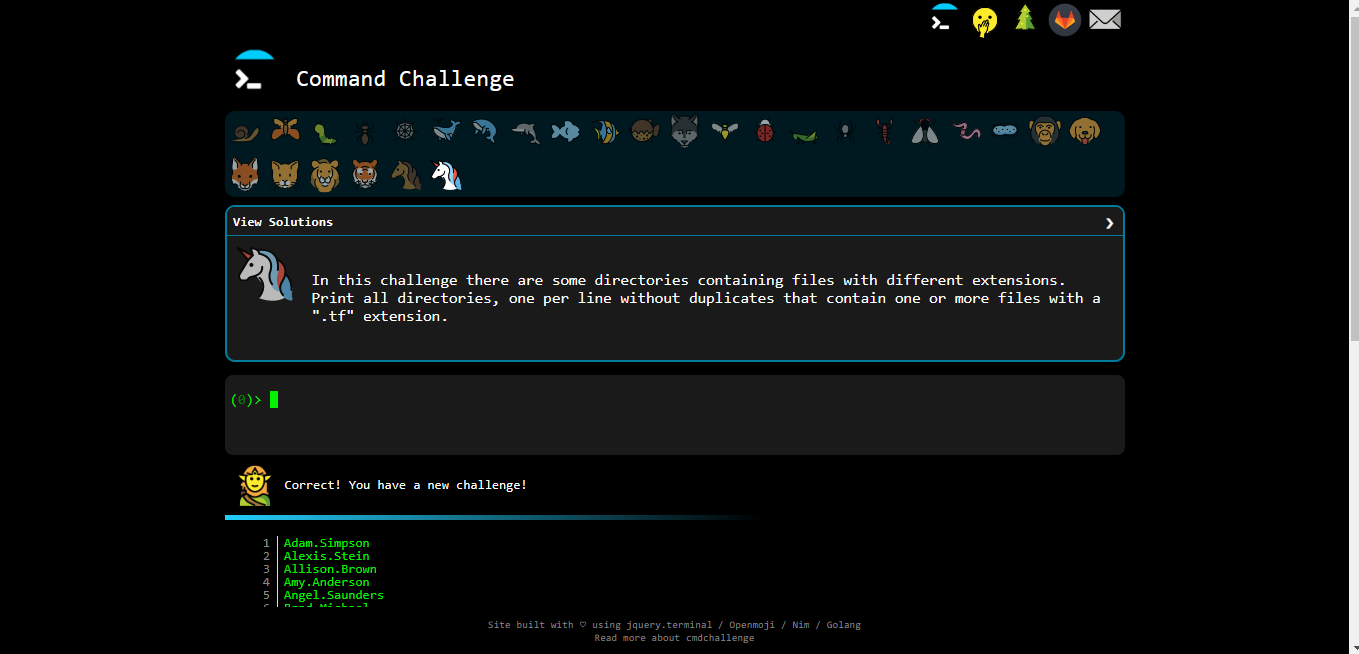 Command Challenge
View Solutions
In this challenge there are some directories containing files with different extensions.
Print all directories, one per line without duplicates that contain one or more files with a
".tf" extension.
(0)>
Correct! You have a new challenge!
1 Adam.Simpson
2 Alexis.Stein
3 Allison.Brown
4 Amy.Anderson
5 Angel.Saunders
Site built with ♡ using jquery.terminal / Openmoji / Nim / Golang
Read more about cmdchallenge